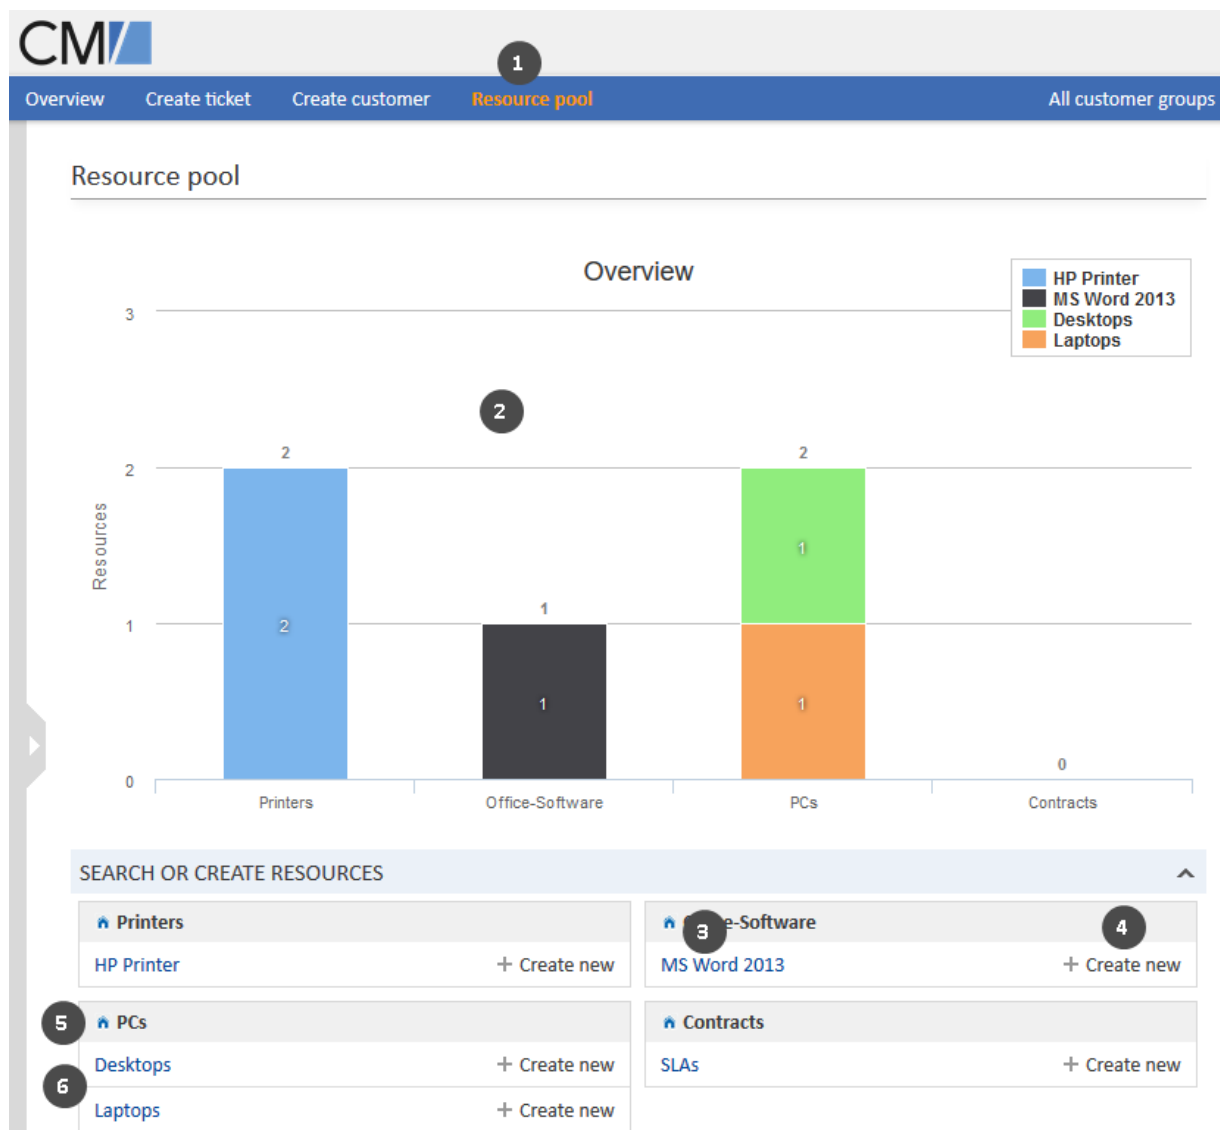 CM/
1
Overview Create ticket Create customer Resource pool All customer groups
Resource pool
Overview
HP Printer
MS Word 2013
Desktops
Laptops
3
2
2 2
2
Resources
1
1
1
2
1 1
0
0
Printers Office-Software PCs Contracts
SEARCH OR CREATE RESOURCES
Printers
HP Printer + Create new
3 e-Software 4
MS Word 2013 + Create new
5 PCs
Desktops + Create new
6
Laptops + Create new
Contracts
SLAs + Create new